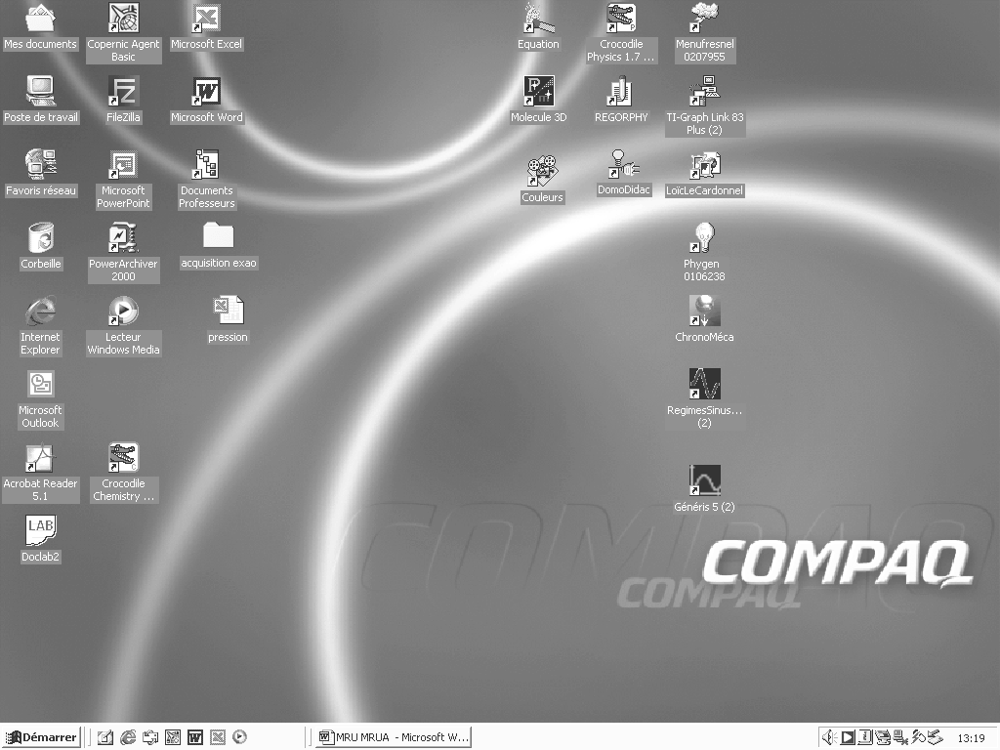 Mes documents
Copernic Agent
Basic
Microsoft Excel
Equation
Crocodile
Physics 1.7 ...
Menufresnel
0207955
Poste de travail
FileZilla
Microsoft Word
Molecule 3D
REGORPHY
TI-Graph Link 83
Plus (2)
Favoris réseau
Microsoft
PowerPoint
Documents
Professeurs
Couleurs
DomoDidac
LoïcLeCardonnel
Corbeille
PowerArchiver
2000
acquisition exao
Phygen
0106238
Internet
Explorer
Lecteur
Windows Media
pression
ChronoMéca
Microsoft
Outlook
RegimesSinus...
(2)
Acrobat Reader
5.1
Crocodile
Chemistry ...
Généris 5 (2)
LAB
Doclab2
COMPAQ
COMPAQ
COMPAQ
Démarrer
MRU MRUA - Microsoft W...
13:19